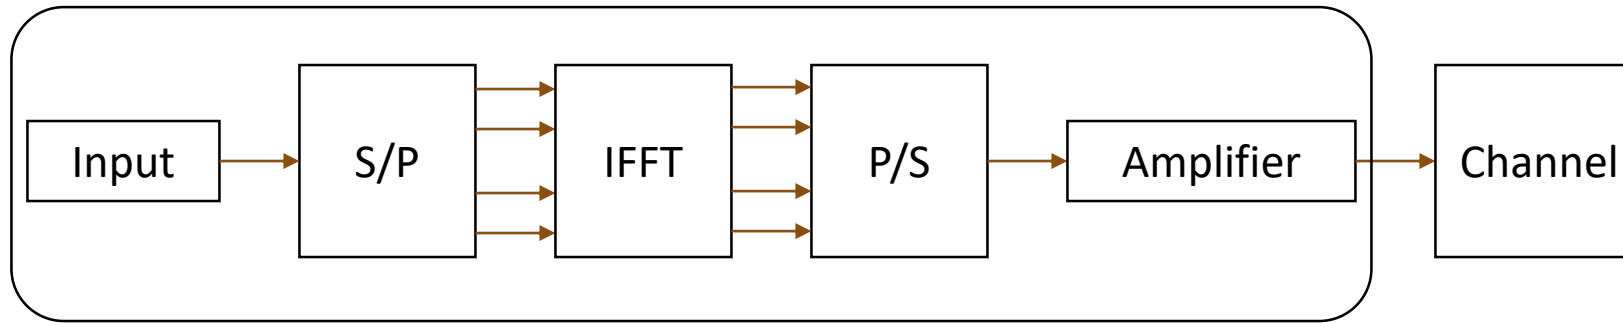 Input
S/P
IFFT
P/S
Amplifier
Channel